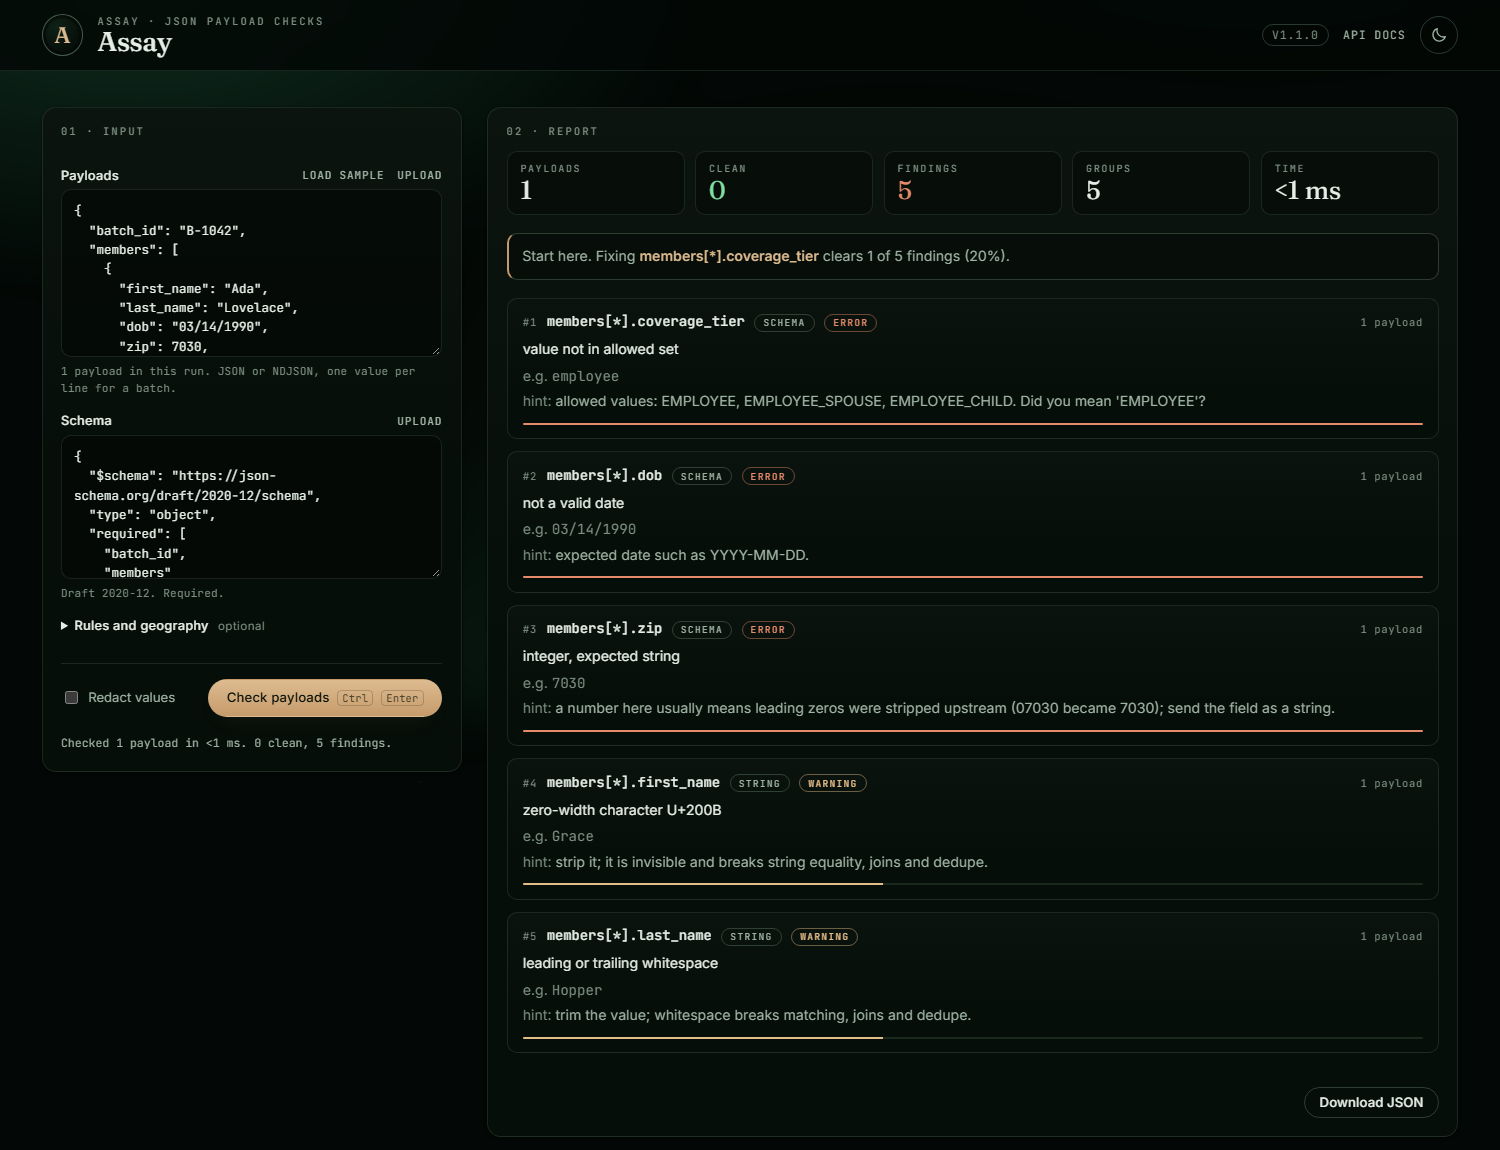 A
ASSAY · JSON PAYLOAD CHECKS
Assay
V1.1.0
API DOCS
01 · INPUT
Payloads
LOAD SAMPLE
UPLOAD
{
"batch_id": "B-1042",
"members": [
{
"first_name": "Ada",
"last_name": "Lovelace",
"dob": "03/14/1990",
"zip": 7030,
1 payload in this run. JSON or NDJSON, one value per
line for a batch.
Schema
UPLOAD
{
"$schema": "https://json-
schema.org/draft/2020-12/schema",
"type": "object",
"required": [
"batch_id",
"members"
Draft 2020-12. Required.
Rules and geography optional
Redact values
Check payloads Ctrl Enter
Checked 1 payload in <1 ms. 0 clean, 5 findings.
02 · REPORT
PAYLOADS
1
CLEAN
0
FINDINGS
5
GROUPS
5
TIME
<1 ms
Start here. Fixing members[*].coverage_tier clears 1 of 5 findings (20%).
#1 members[*].coverage_tier SCHEMA ERROR 1 payload
value not in allowed set
e.g. employee
hint: allowed values: EMPLOYEE, EMPLOYEE_SPOUSE, EMPLOYEE_CHILD. Did you mean 'EMPLOYEE'?
#2 members[*].dob SCHEMA ERROR 1 payload
not a valid date
e.g. 03/14/1990
hint: expected date such as YYYY-MM-DD.
#3 members[*].zip SCHEMA ERROR 1 payload
integer, expected string
e.g. 7030
hint: a number here usually means leading zeros were stripped upstream (07030 became 7030); send the field as a string.
#4 members[*].first_name STRING WARNING 1 payload
zero-width character U+200B
e.g. Grace
hint: strip it; it is invisible and breaks string equality, joins and dedupe.
#5 members[*].last_name STRING WARNING 1 payload
leading or trailing whitespace
e.g. Hopper
hint: trim the value; whitespace breaks matching, joins and dedupe.
Download JSON